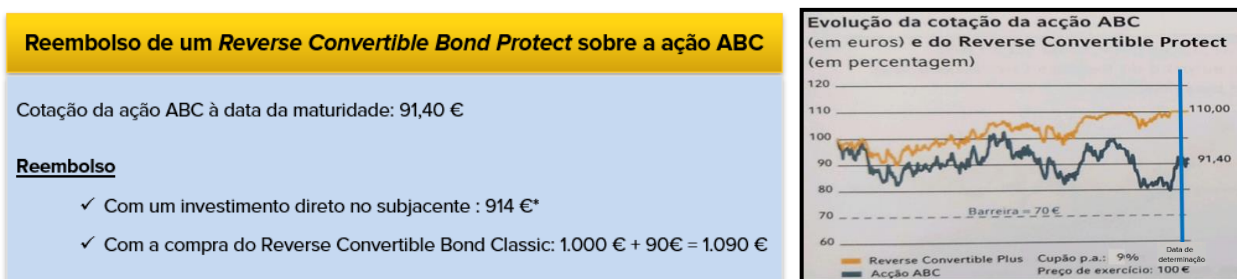 Reembolso de um Reverse Convertible Bond Protect sobre a ação ABC
Cotação da ação ABC à data da maturidade: 91,40 €
Reembolso
✓ Com um investimento direto no subjacente : 914 €*
✓ Com a compra do Reverse Convertible Bond Classic: 1.000 € + 90€ = 1.090 €
Evolução da cotação da acção ABC
(em euros) e do Reverse Convertible Protect
(em percentagem)
120
110
110,00
100
90
91,40
80
Barreira = 70 €
70
60
Data de
determinação
Reverse Convertible Plus Cupão p.a.: 9%
Acção ABC Preço de exercício: 100 €